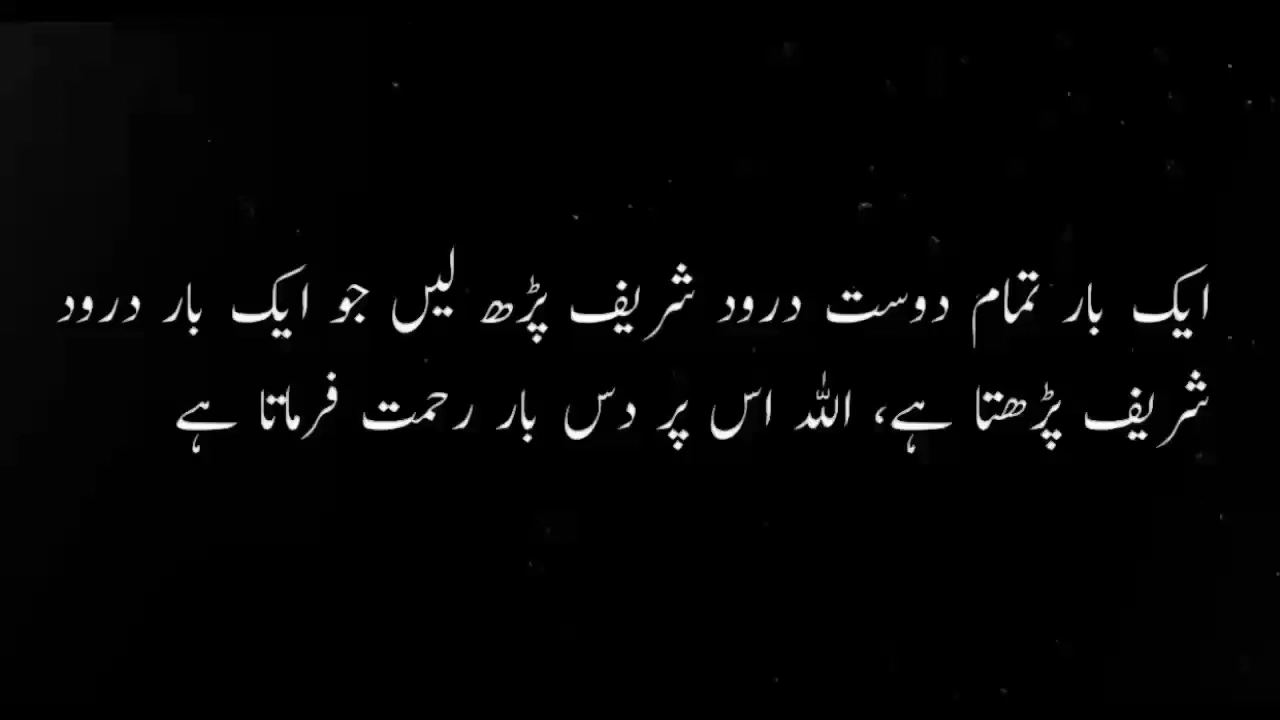 ایک بار تمام دوست درود شریف پڑھ لیں جو ایک بار درود
شریف پڑھتا ہے، اللہ اس پر دس بار رحمت فرماتا ہے